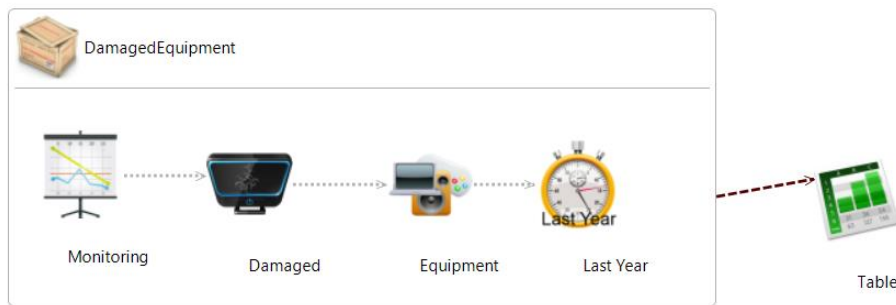 DamagedEquipment
Last Year
Monitoring
Damaged
Equipment
Last Year
Table